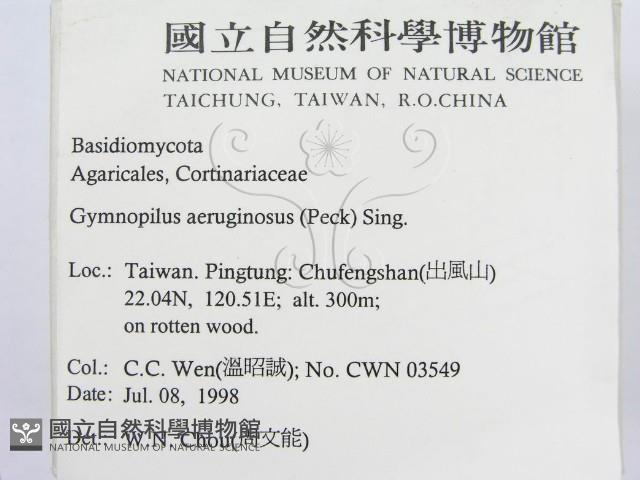 國立自然科學博物館
NATIONAL MUSEUM OF NATURAL SCIENCE
TAICHUNG, TAIWAN, R.O.CHINA
Basidiomycota
Agaricales, Cortinariaceae
Gymnopilus aeruginosus (Peck) Sing.
Loc.: Taiwan. Pingtung: Chufengshan(出風山)
22.04N, 120.51E; alt. 300m;
on rotten wood.
Col.: C.C. Wen(溫昭誠); No. CWN 03549
Date: Jul. 08, 1998
Det.: W.N. Chou(周文能)
國立自然科學博物館
NATIONAL MUSEUM OF NATURAL SCIENCE